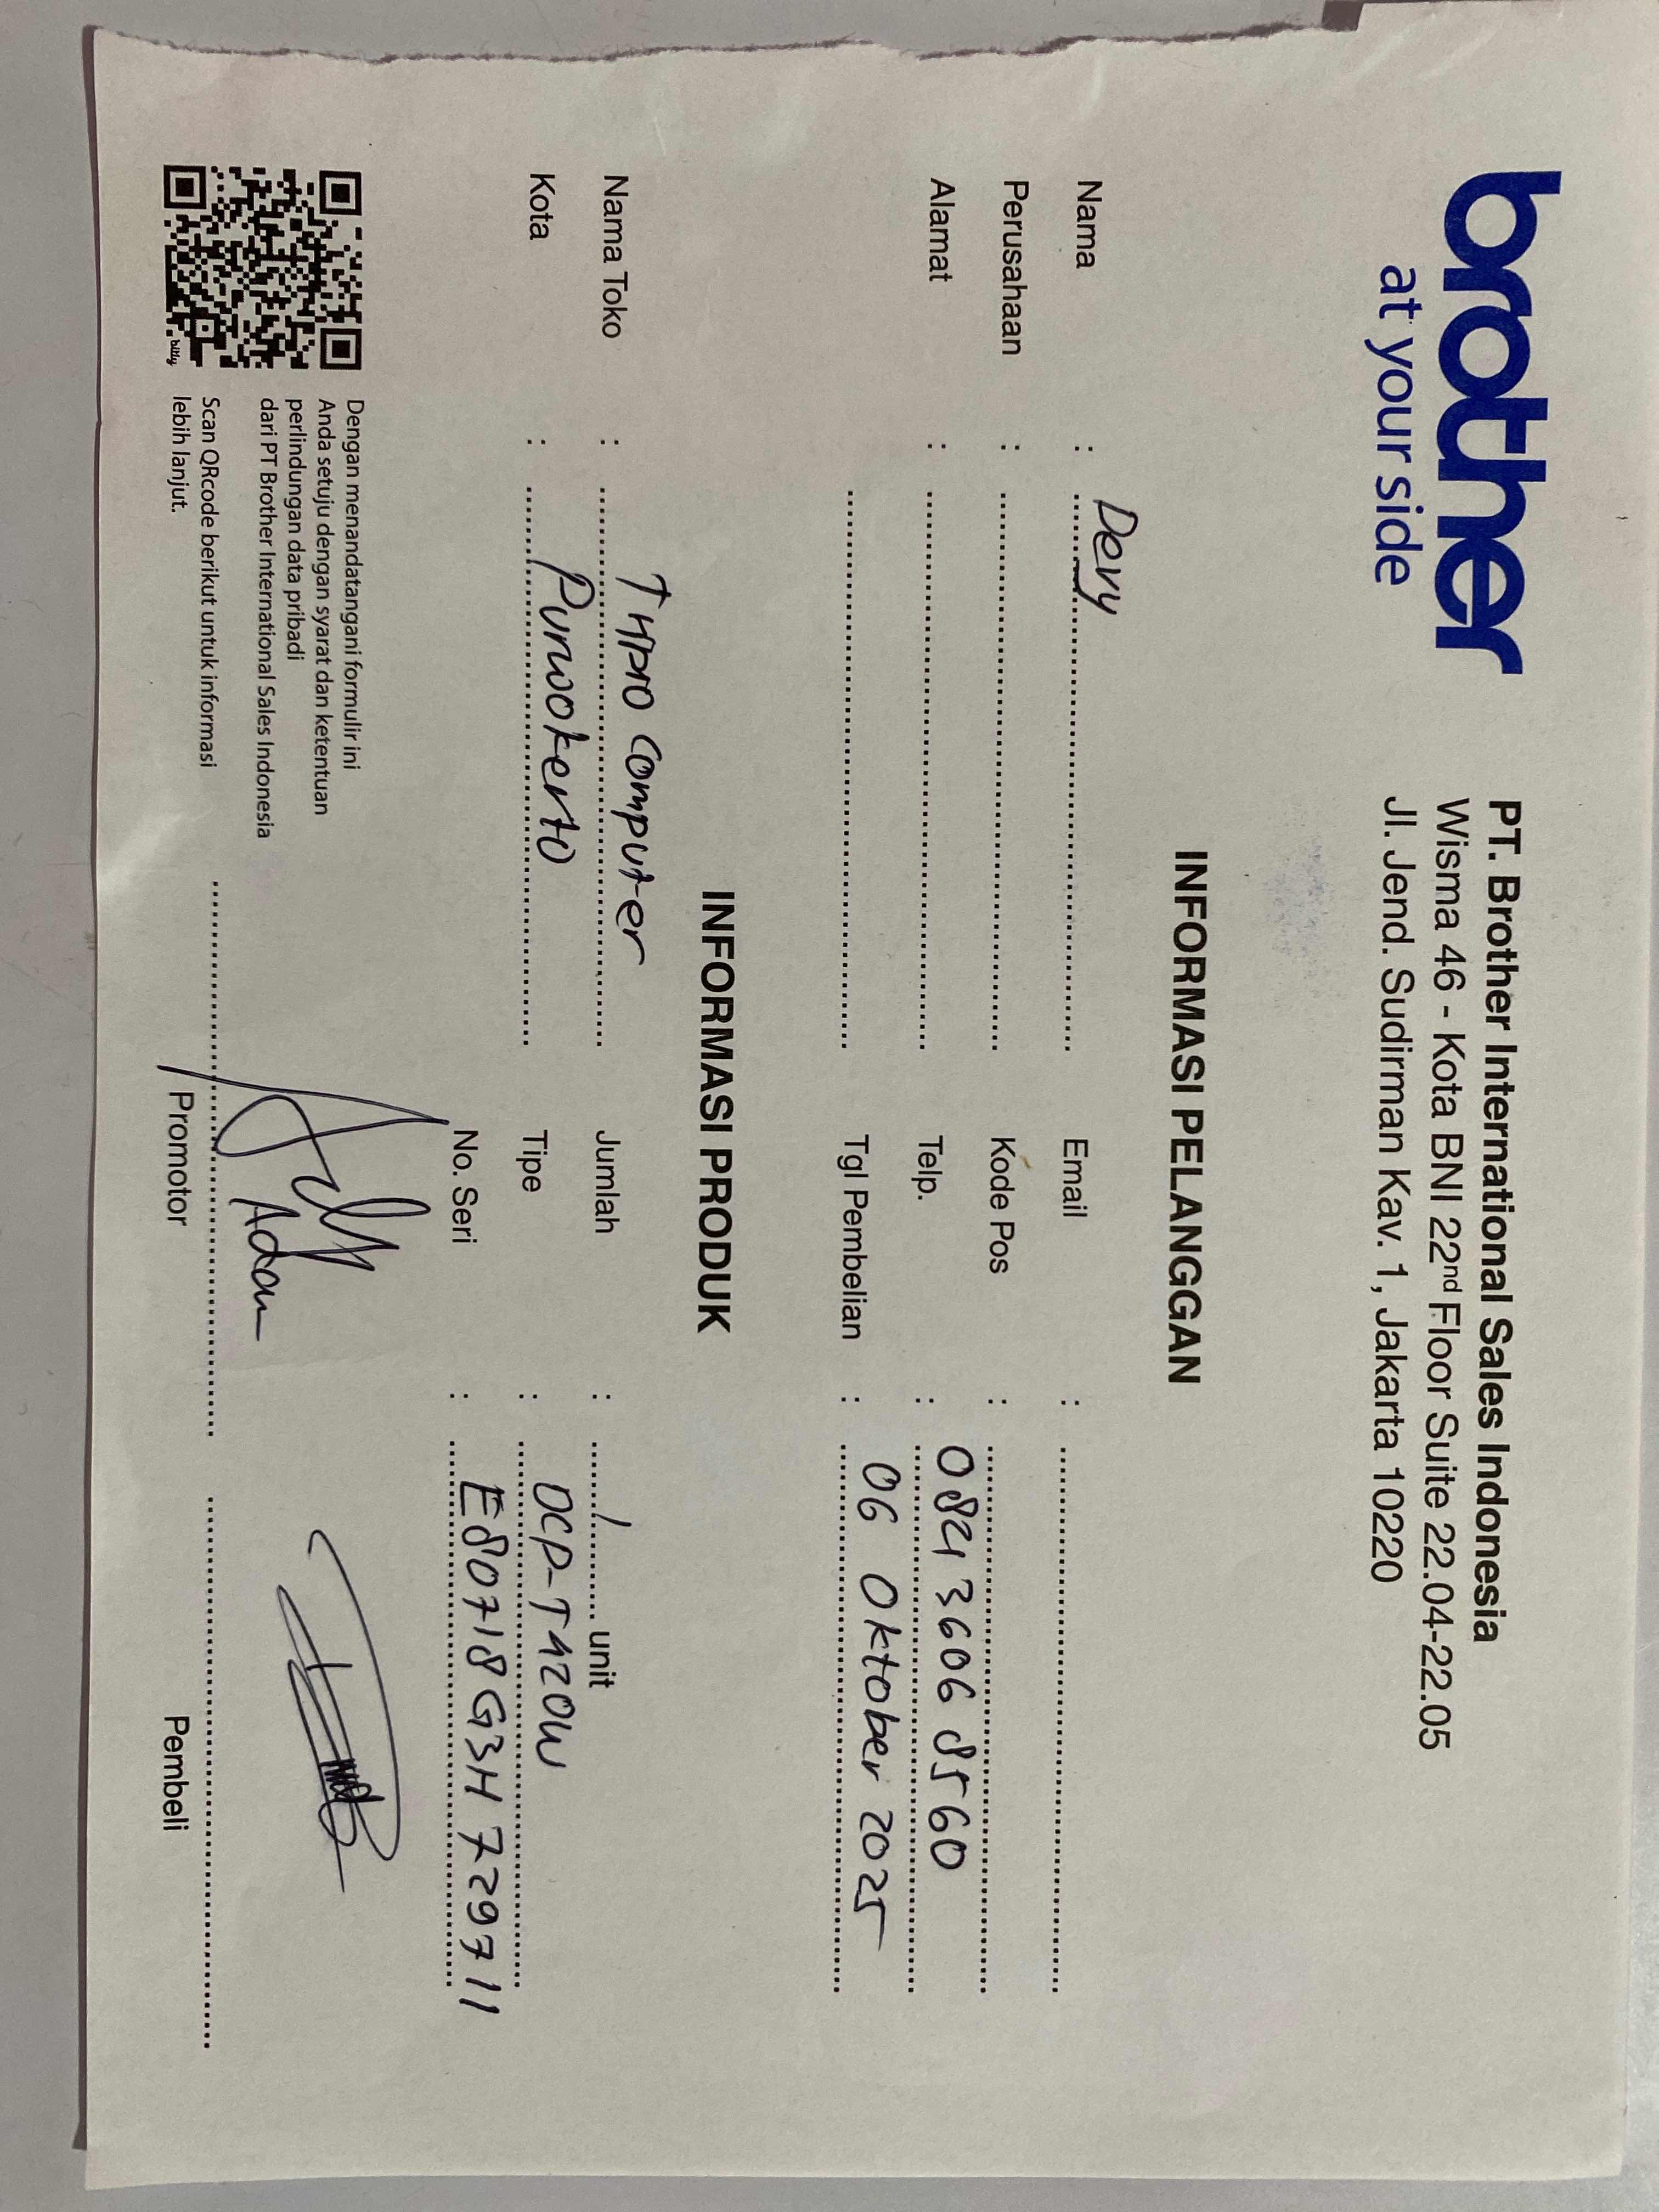 brother
at your side
PT. Brother International Sales Indonesia
Wisma 46 - Kota BNI 22nd Floor Suite 22.04-22.05
Jl. Jend. Sudirman Kav. 1, Jakarta 10220
INFORMASI PELANGGAN
Nama : Dery
Email :
Perusahaan :
Kode Pos :
Alamat :
Telp. : 0821 3606 8560
Tgl Pembelian : 06 Oktober 2025
INFORMASI PRODUK
Nama Toko : THPro Computer
Jumlah : 1 unit
Kota : Purwokerto
Tipe : DCP-T420W
No. Seri : E80718G3H729711
Dengan menandatangani formulir ini
Anda setuju dengan syarat dan ketentuan
perlindungan data pribadi
dari PT Brother International Sales Indonesia
Scan QRcode berikut untuk informasi
lebih lanjut.
bitly
Adam
Promotor
Pembeli